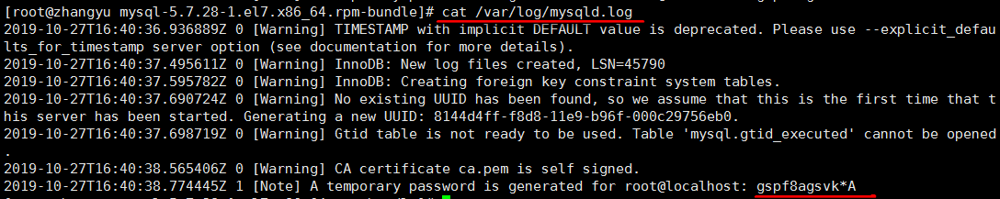 [root@zhangyu mysql-5.7.28-1.el7.x86_64.rpm-bundle]# cat /var/log/mysqld.log
2019-10-27T16:40:36.936889Z 0 [Warning] TIMESTAMP with implicit DEFAULT value is deprecated. Please use --explicit_defau
lts_for_timestamp server option (see documentation for more details).
2019-10-27T16:40:37.495611Z 0 [Warning] InnoDB: New log files created, LSN=45790
2019-10-27T16:40:37.595782Z 0 [Warning] InnoDB: Creating foreign key constraint system tables.
2019-10-27T16:40:37.690724Z 0 [Warning] No existing UUID has been found, so we assume that this is the first time that t
his server has been started. Generating a new UUID: 8144d4ff-f8d8-11e9-b96f-000c29756eb0.
2019-10-27T16:40:37.698719Z 0 [Warning] Gtid table is not ready to be used. Table 'mysql.gtid_executed' cannot be opened
.
2019-10-27T16:40:38.565406Z 0 [Warning] CA certificate ca.pem is self signed.
2019-10-27T16:40:38.774445Z 1 [Note] A temporary password is generated for root@localhost: gspf8agsvk*A